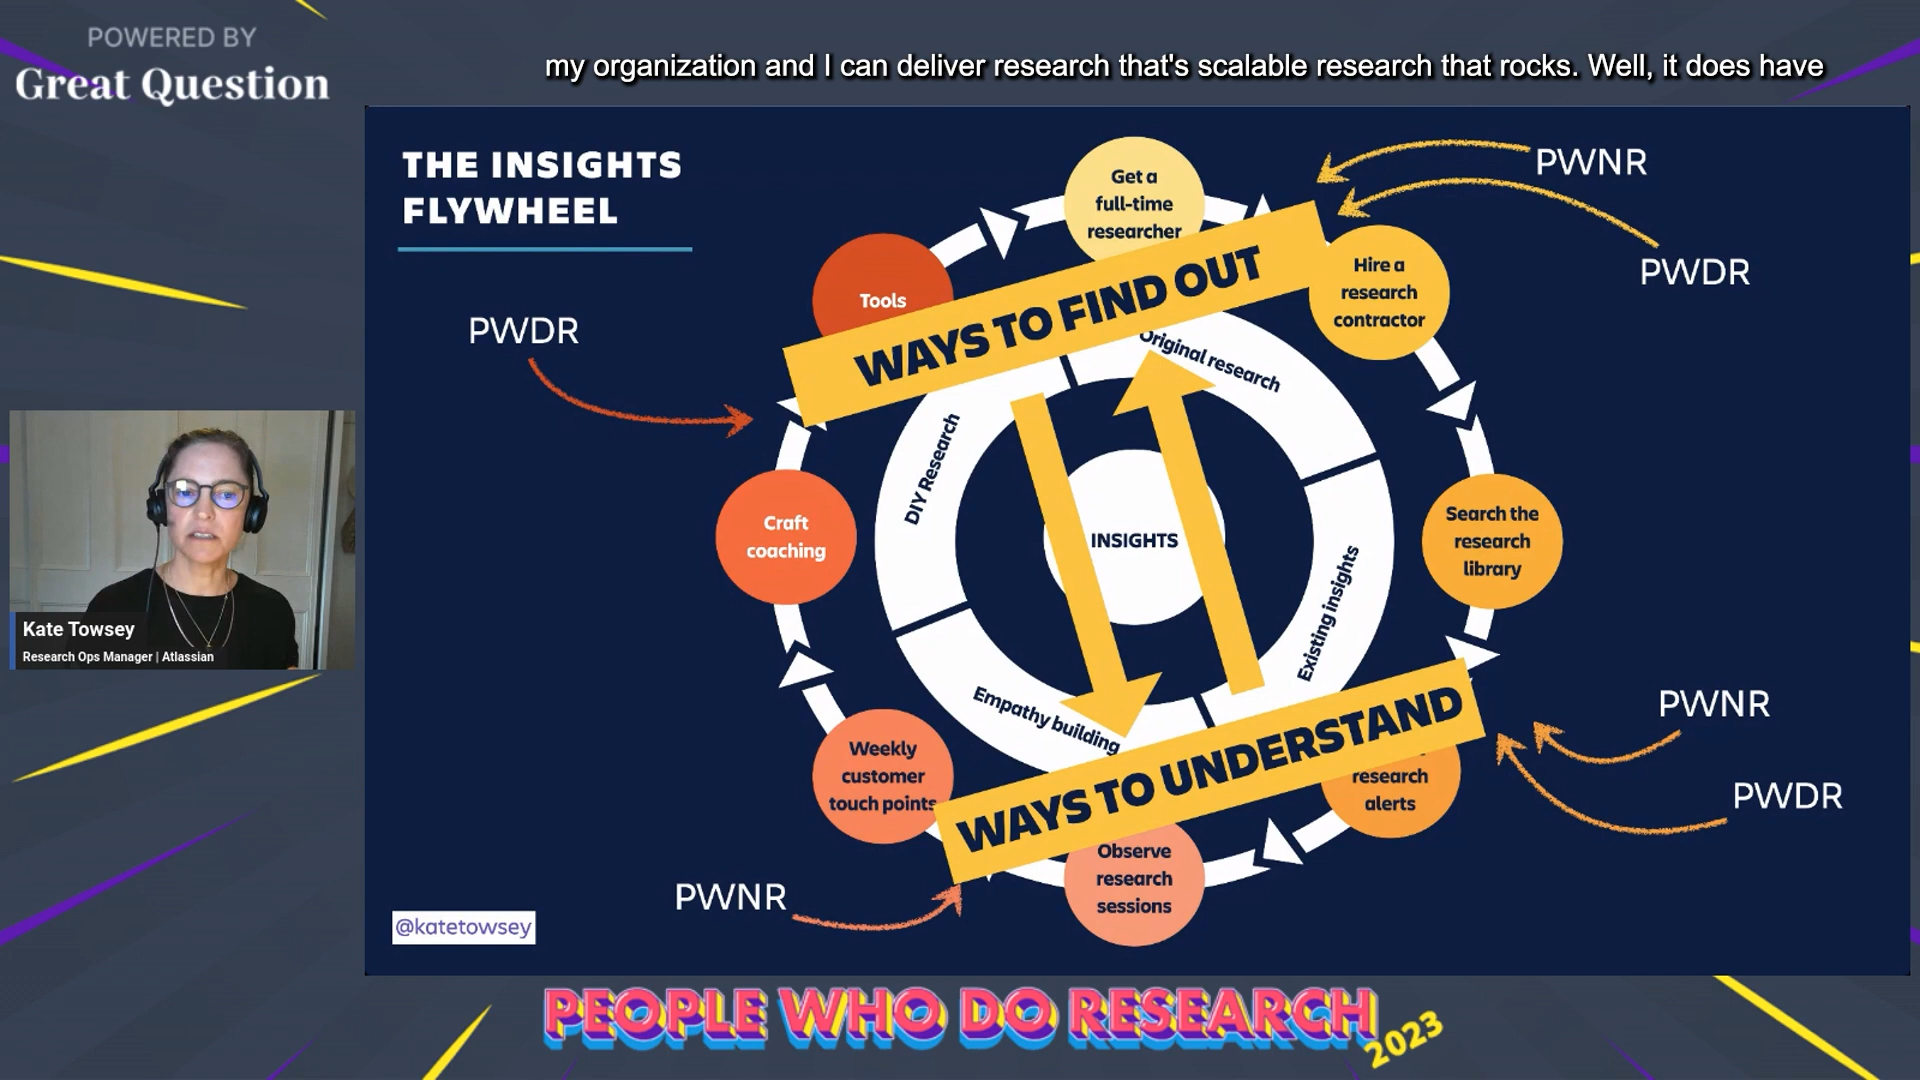 POWERED BY
Great Question
my organization and I can deliver research that's scalable research that rocks. Well, it does have
THE INSIGHTS
FLYWHEEL
Get a
full-time
researcher
PWNR
PWDR
Hire a
research
contractor
Tools
WAYS TO FIND OUT
Original research
PWDR
DIY Research
Craft
coaching
INSIGHTS
Search the
research
library
Existing insights
Empathy building
Weekly
customer
touch points
WAYS TO UNDERSTAND
research
alerts
PWNR
PWDR
Observe
research
sessions
PWNR
@katetowsey
Kate Towsey
Research Ops Manager | Atlassian
PEOPLE WHO DO RESEARCH
2023